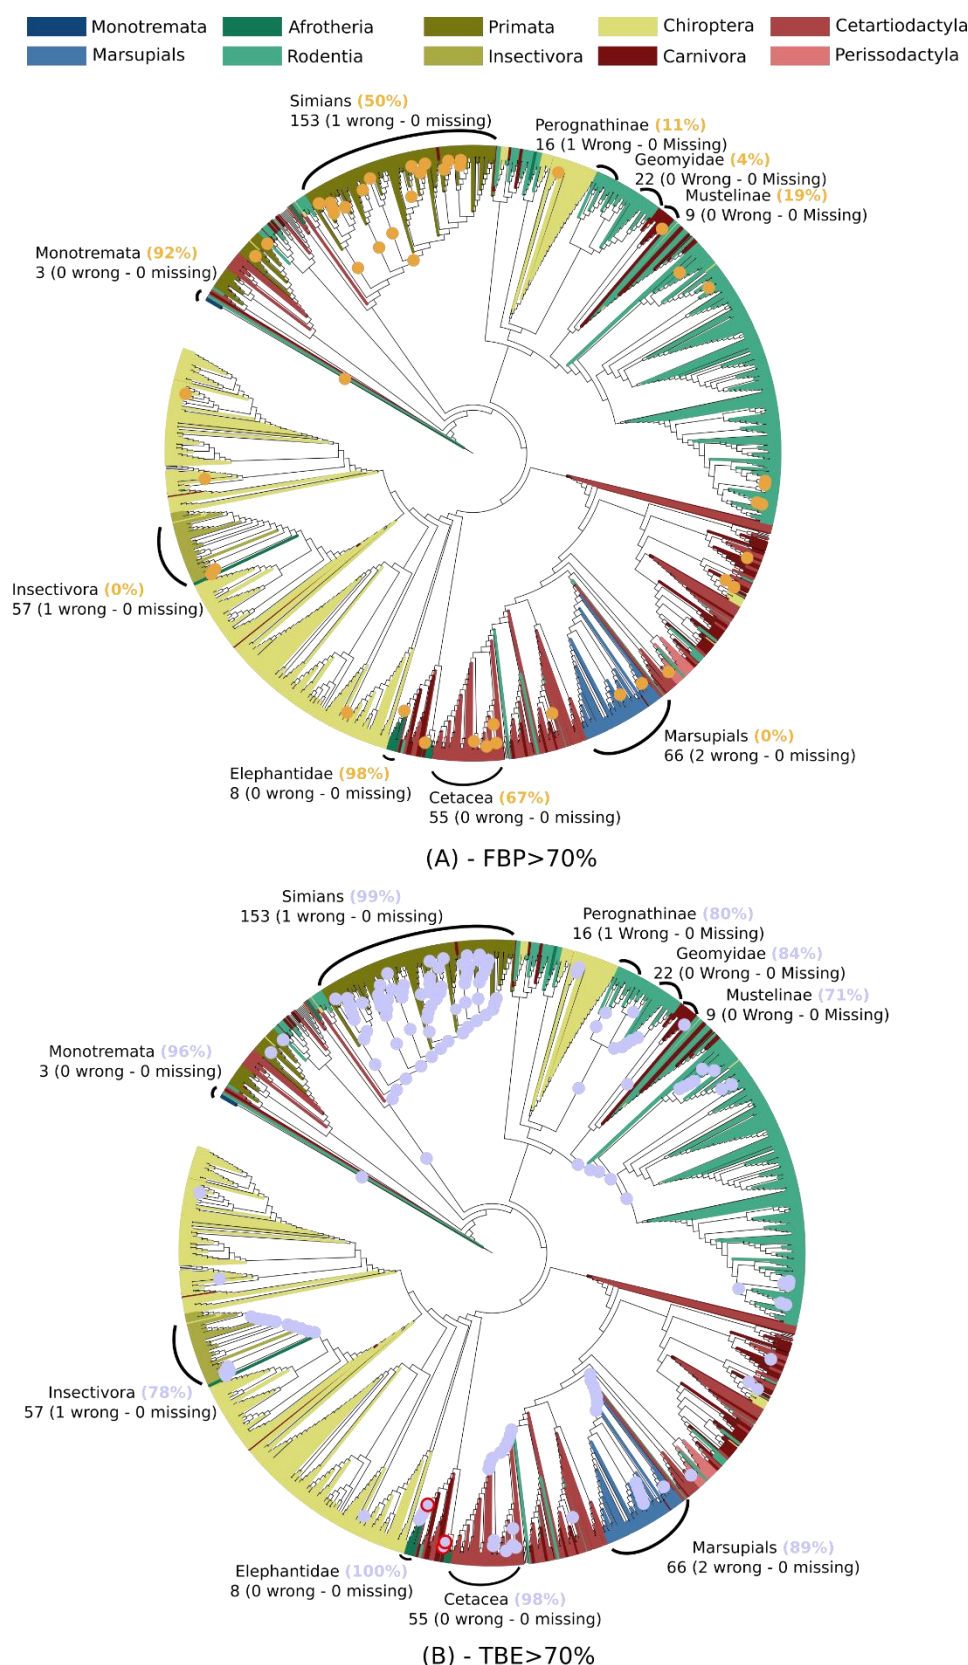 Monotremata Afrotheria Primata Chiroptera Cetartiodactyla
Marsupials Rodentia Insectivora Carnivora Perissodactyla
Simians (50%)
153 (1 wrong - 0 missing)
Perognathinae (11%)
16 (1 Wrong - 0 Missing)
Geomyidae (4%)
22 (0 Wrong - 0 Missing)
Mustelinae (19%)
9 (0 Wrong - 0 Missing)
Monotremata (92%)
3 (0 wrong - 0 missing)
Insectivora (0%)
57 (1 wrong - 0 missing)
Marsupials (0%)
66 (2 wrong - 0 missing)
Elephantidae (98%)
8 (0 wrong - 0 missing)
Cetacea (67%)
55 (0 wrong - 0 missing)
(A) - FBP>70%
Simians (99%)
153 (1 wrong - 0 missing)
Perognathinae (80%)
16 (1 Wrong - 0 Missing)
Geomyidae (84%)
22 (0 Wrong - 0 Missing)
Mustelinae (71%)
9 (0 Wrong - 0 Missing)
Monotremata (96%)
3 (0 wrong - 0 missing)
Insectivora (78%)
57 (1 wrong - 0 missing)
Marsupials (89%)
66 (2 wrong - 0 missing)
Elephantidae (100%)
8 (0 wrong - 0 missing)
Cetacea (98%)
55 (0 wrong - 0 missing)
(B) - TBE>70%